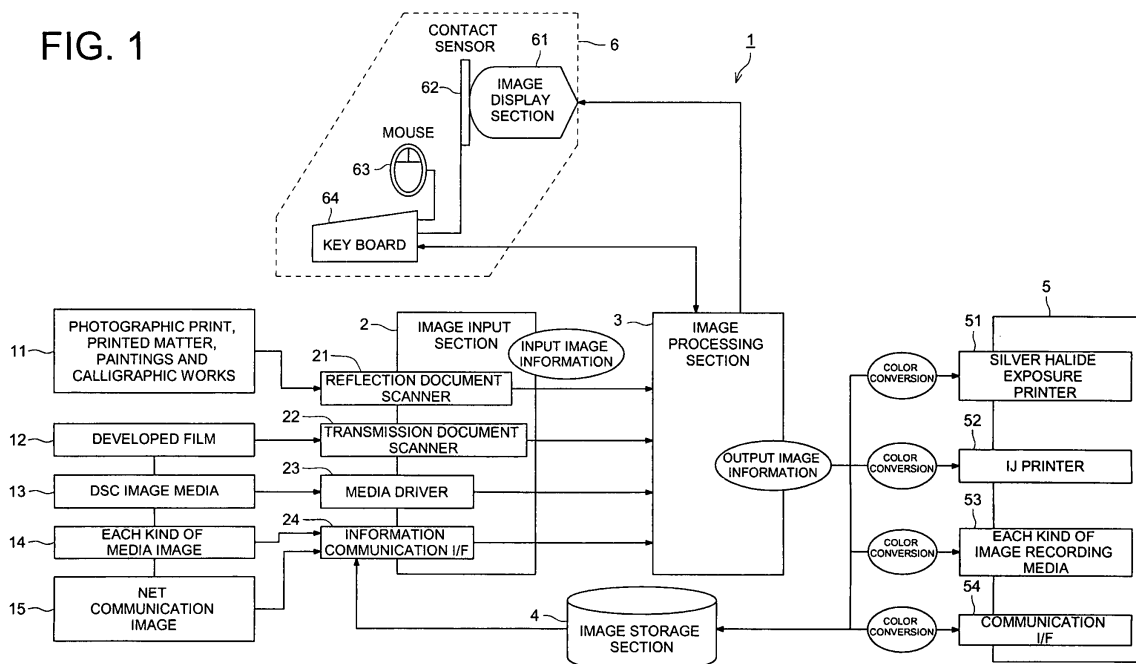 FIG. 1
CONTACT
SENSOR
61
6
1
62
IMAGE
DISPLAY
SECTION
MOUSE
63
64
KEY BOARD
11
PHOTOGRAPHIC PRINT,
PRINTED MATTER,
PAINTINGS AND
CALLIGRAPHIC WORKS
12
DEVELOPED FILM
13
DSC IMAGE MEDIA
14
EACH KIND OF
MEDIA IMAGE
15
NET
COMMUNICATION
IMAGE
2
IMAGE INPUT
SECTION
INPUT IMAGE
INFORMATION
21
REFLECTION DOCUMENT
SCANNER
22
TRANSMISSION DOCUMENT
SCANNER
23
MEDIA DRIVER
24
INFORMATION
COMMUNICATION I/F
3
IMAGE
PROCESSING
SECTION
OUTPUT IMAGE
INFORMATION
4
IMAGE STORAGE
SECTION
5
COLOR
CONVERSION
51
SILVER HALIDE
EXPOSURE
PRINTER
COLOR
CONVERSION
52
IJ PRINTER
COLOR
CONVERSION
53
EACH KIND OF
IMAGE RECORDING
MEDIA
COLOR
CONVERSION
54
COMMUNICATION
I/F